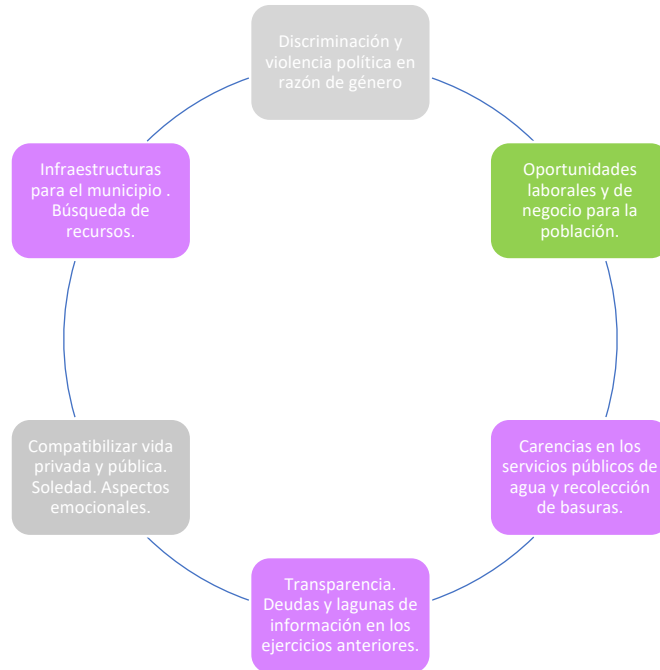 Discriminación y
violencia política en
razón de género
Oportunidades
laborales y de
negocio para la
población.
Carencias en los
servicios públicos de
agua y recolección
de basuras.
Transparencia.
Deudas y lagunas de
información en los
ejercicios anteriores.
Compatibilizar vida
privada y pública.
Soledad. Aspectos
emocionales.
Infraestructuras
para el municipio .
Búsqueda de
recursos.